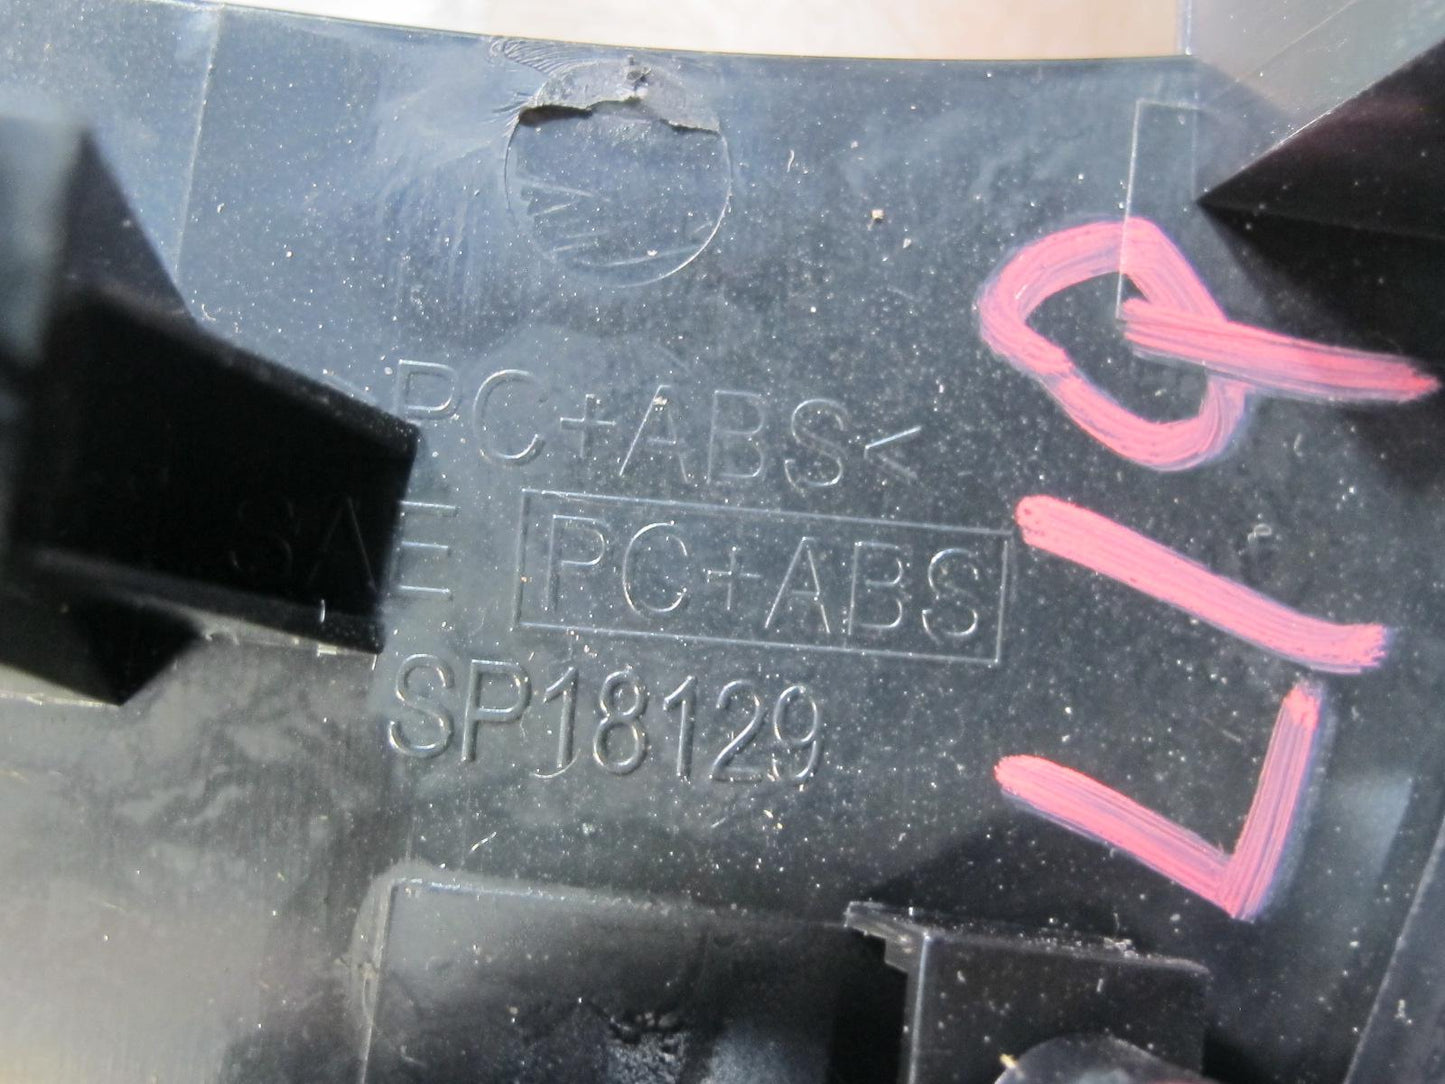 >PC+ABS<
SAE PC+ABS
SP18129
L19